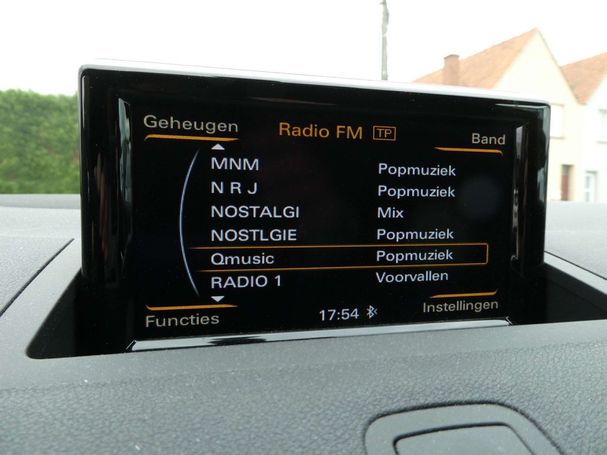 Geheugen
Radio FM TP
Band
MNM Popmuziek
N R J Popmuziek
NOSTALGI Mix
NOSTLGIE Popmuziek
Qmusic Popmuziek
RADIO 1 Voorvallen
Functies
17:54
Instellingen